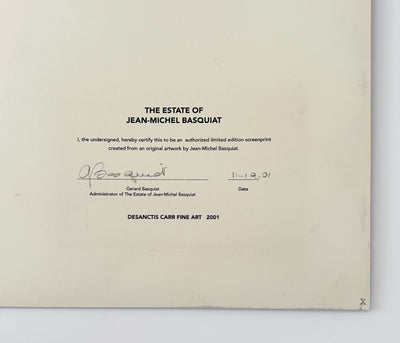 THE ESTATE OF
JEAN-MICHEL BASQUIAT
I, the undersigned, hereby certify this to be an authorized limited edition screenprint
created from an original artwork by Jean-Michel Basquiat.
GBasquiat 11-19.01
Gerard Basquiat Date
Administrator of The Estate of Jean-Michel Basquiat
DESANCTIS CARR FINE ART 2001